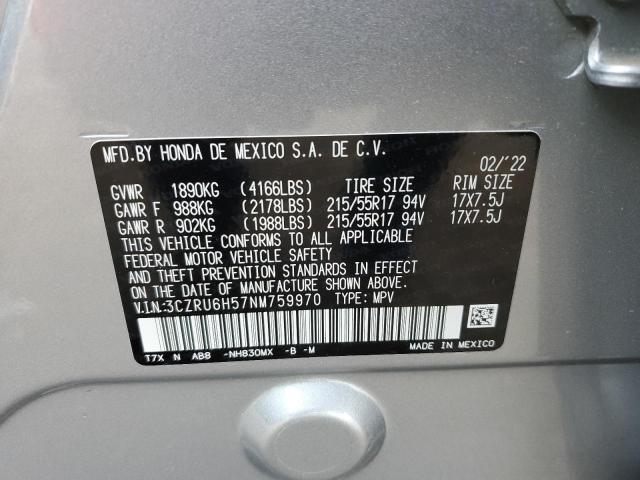 MFD.BY HONDA DE MEXICO S.A. DE C.V.
02/'22
GVWR 1890KG (4166LBS) TIRE SIZE RIM SIZE
GAWR F 988KG (2178LBS) 215/55R17 94V 17X7.5J
GAWR R 902KG (1988LBS) 215/55R17 94V 17X7.5J
THIS VEHICLE CONFORMS TO ALL APPLICABLE
FEDERAL MOTOR VEHICLE SAFETY
AND THEFT PREVENTION STANDARDS IN EFFECT
ON THE DATE OF MANUFACTURE SHOWN ABOVE.
V.I.N.:3CZRU6H57NM759970 TYPE: MPV
T7X N AB8 -NH830MX -B -M MADE IN MEXICO